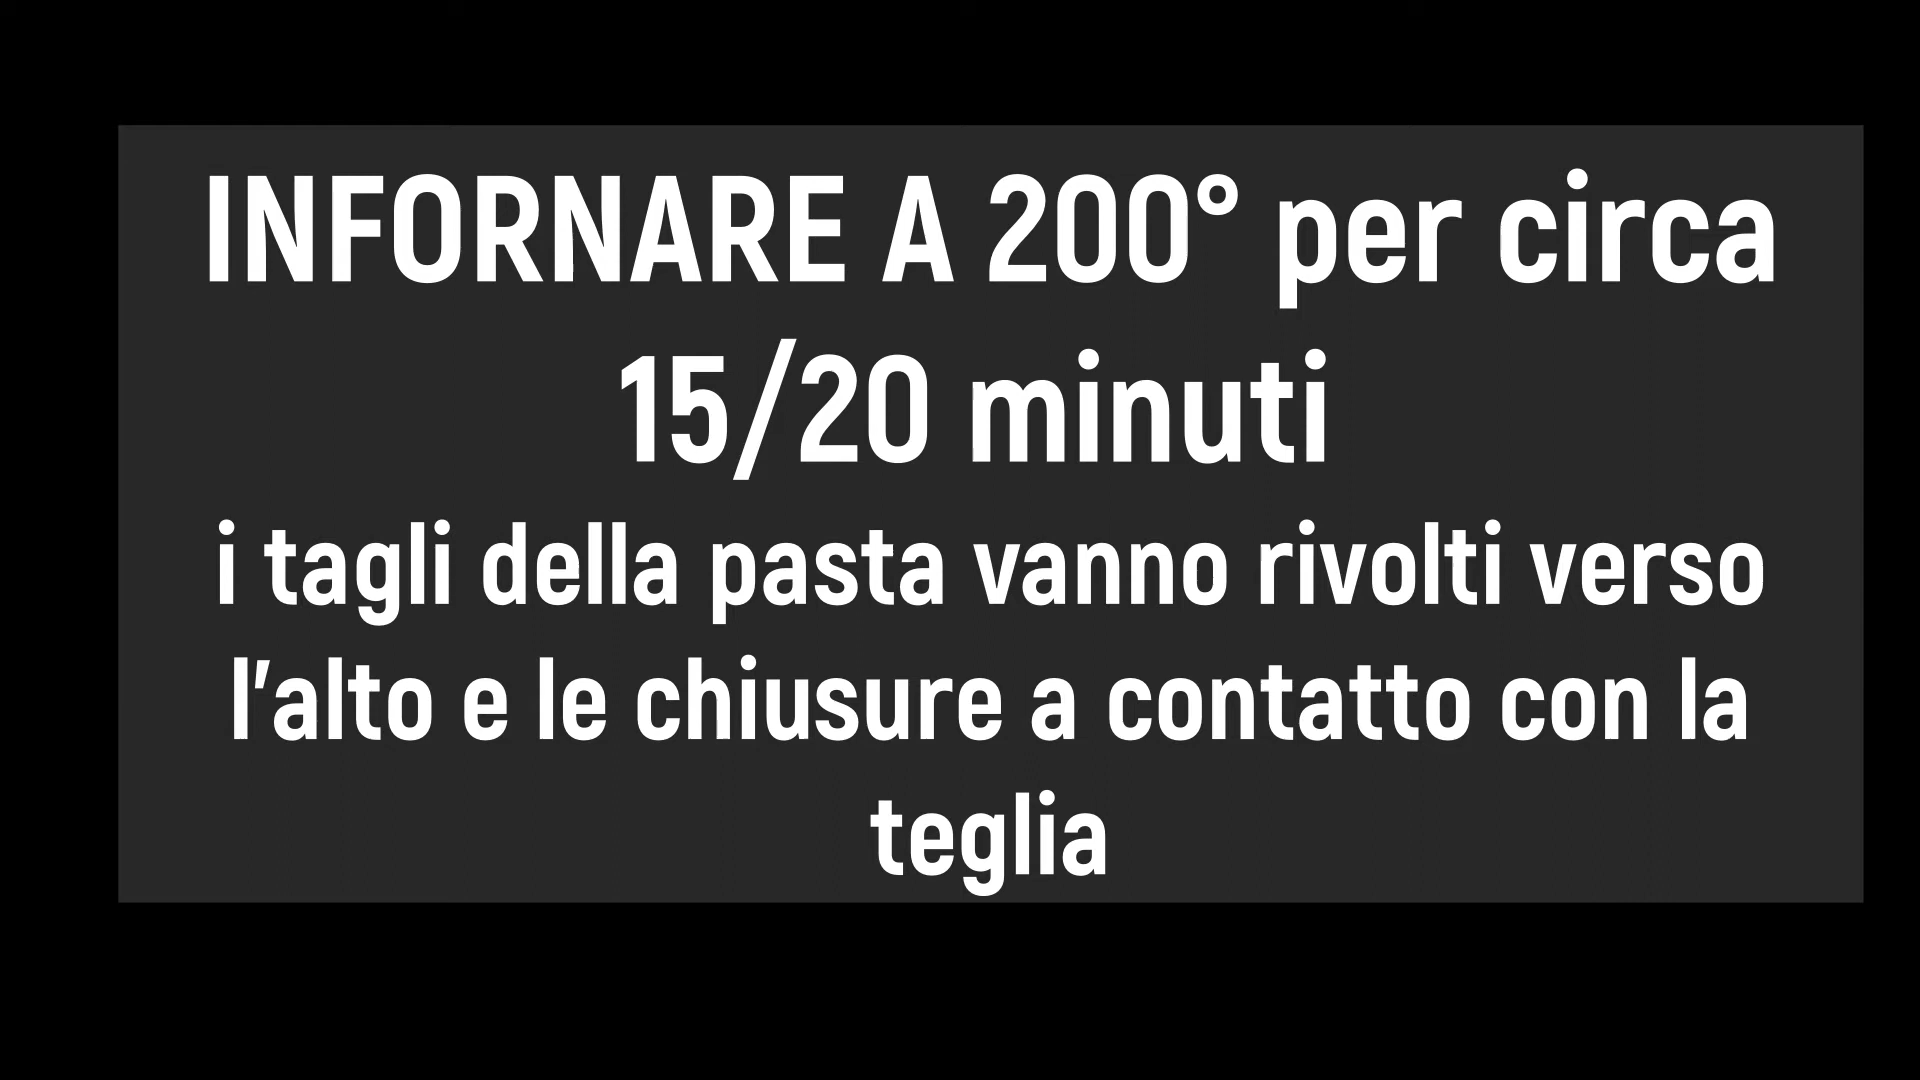 INFORNARE A 200° per circa
15/20 minuti
i tagli della pasta vanno rivolti verso
l'alto e le chiusure a contatto con la
teglia